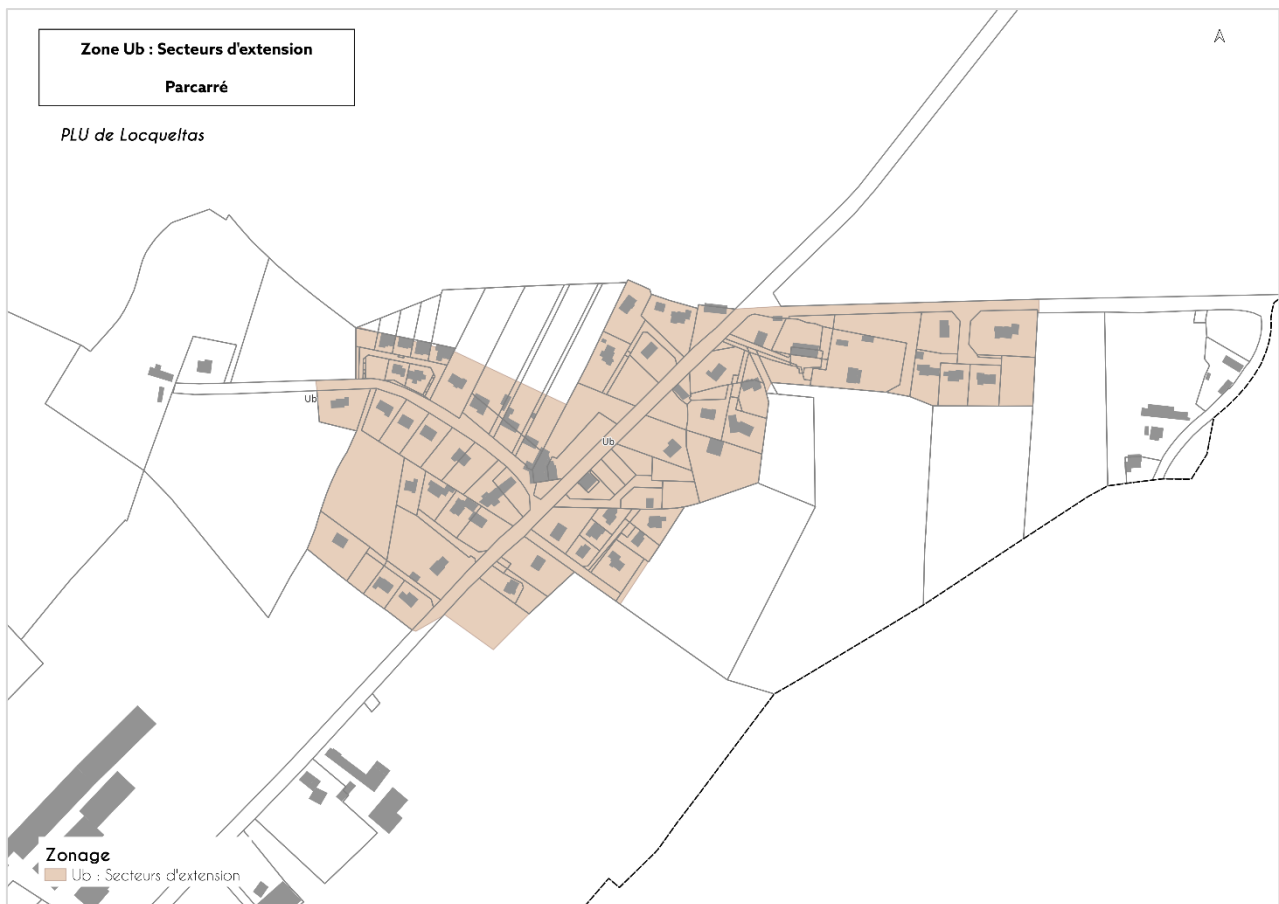 Zone Ub : Secteurs d'extension
Parcarré
PLU de Locqueltas
Ub
Ub
Zonage
Ub : Secteurs d'extension